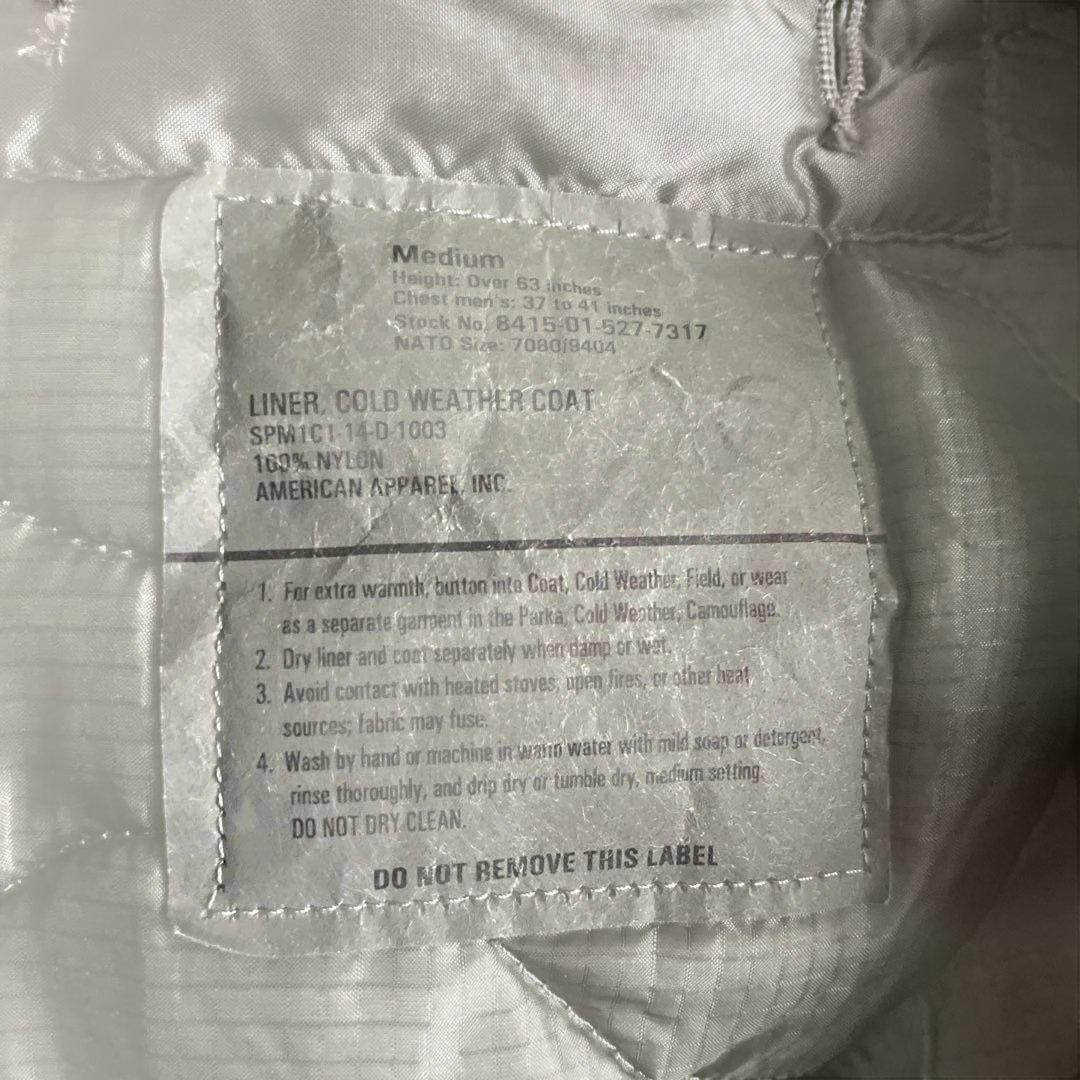 Medium
Height: Over 63 inches
Chest men's: 37 to 41 inches
Stock No. 8415-01-527-7317
NATO Size: 7080/9404
LINER, COLD WEATHER COAT
SPM1C1-14-D-1003
100% NYLON
AMERICAN APPAREL, INC.
1. For extra warmth, button into Coat, Cold Weather, Field, or wear
as a separate garment in the Parka, Cold Weather, Camouflage.
2. Dry liner and coat separately when damp or wet.
3. Avoid contact with heated stoves, open fires, or other heat
sources; fabric may fuse.
4. Wash by hand or machine in warm water with mild soap or detergent,
rinse thoroughly, and drip dry or tumble dry, medium setting.
DO NOT DRY CLEAN.
DO NOT REMOVE THIS LABEL